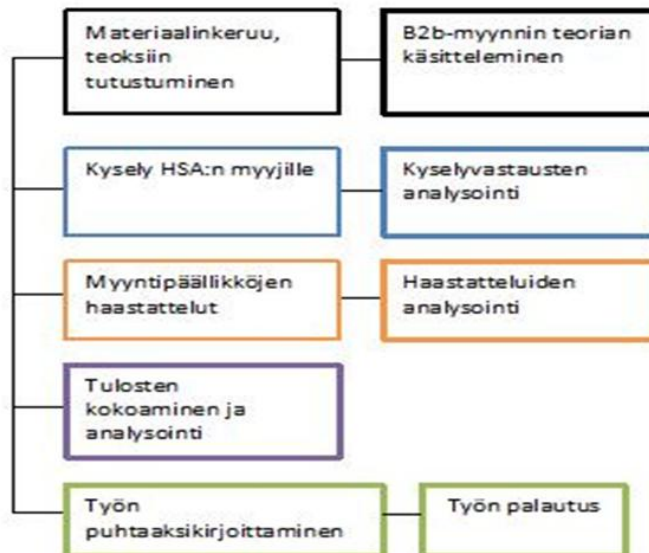 Materiaalinkeruu,
teoksiin
tutustuminen
B2b-myynnin teorian
käsitteleminen
Kysely HSA:n myyjille
Kyselyvastausten
analysointi
Myyntipäällikköjen
haastattelut
Haastatteluiden
analysointi
Tulosten
kokoaminen ja
analysointi
Työn
puhtaaksikirjoittaminen
Työn palautus